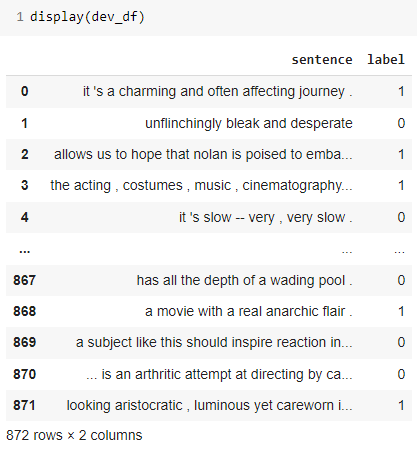 1 display(dev_df)
sentence label
0 it 's a charming and often affecting journey . 1
1 unflinchingly bleak and desperate 0
2 allows us to hope that nolan is poised to emba... 1
3 the acting , costumes , music , cinematography... 1
4 it 's slow -- very , very slow . 0
... ... ...
867 has all the depth of a wading pool . 0
868 a movie with a real anarchic flair . 1
869 a subject like this should inspire reaction in... 0
870 ... is an arthritic attempt at directing by ca... 0
871 looking aristocratic , luminous yet careworn i... 1
872 rows × 2 columns